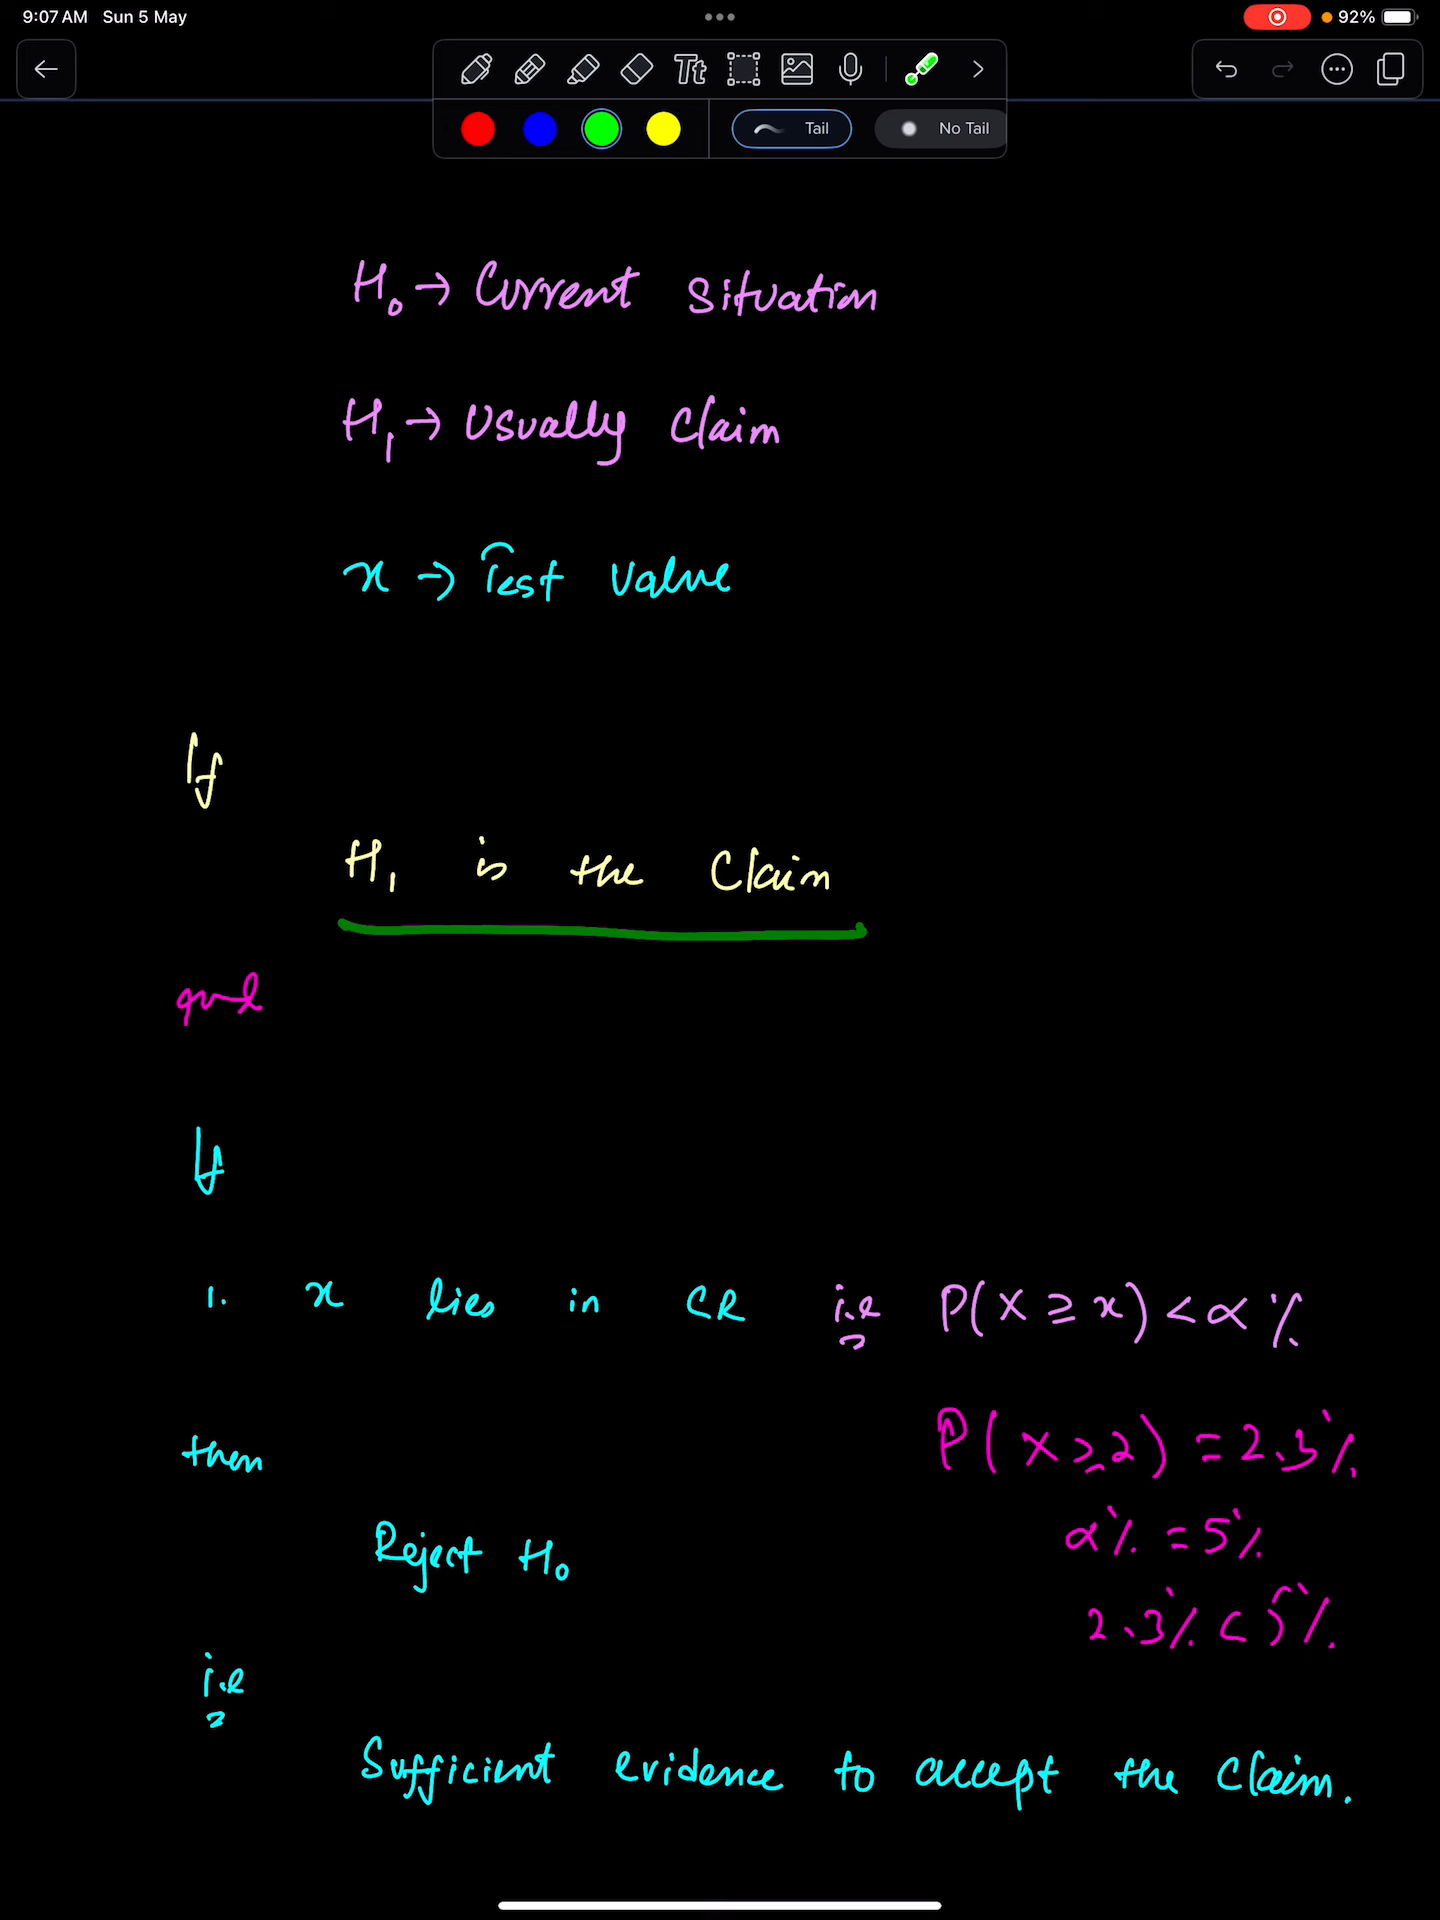 9:07 AM Sun 5 May
92%
Tt
Tail No Tail
H₀ → Current Situation
H₁ → Usually Claim
x → Test Value
If
H₁ is the Claim
and
If
1. x lies in CR i.e P(X ≥ x) < α %
P(X ≥ 2) = 2.3%
then
α% = 5%
Reject H₀
2.3% < 5%
i.e
Sufficient evidence to accept the Claim.